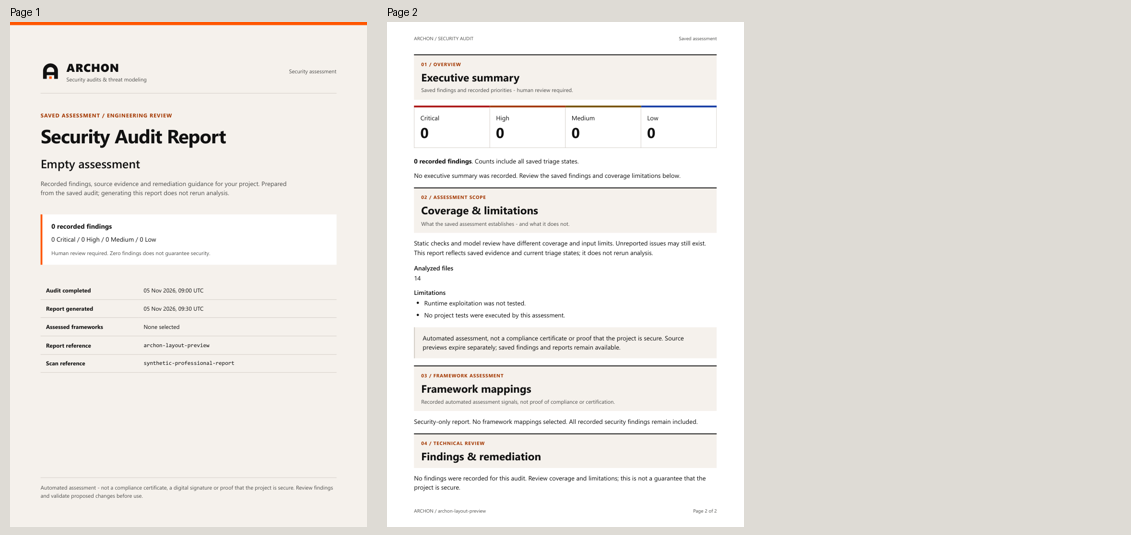 Page 1
ARCHON
Security audits & threat modeling
Security assessment
SAVED ASSESSMENT / ENGINEERING REVIEW
Security Audit Report
Empty assessment
Recorded findings, source evidence and remediation guidance for your project. Prepared
from the saved audit; generating this report does not rerun analysis.
0 recorded findings
0 Critical / 0 High / 0 Medium / 0 Low
Human review required. Zero findings does not guarantee security.
Audit completed 05 Nov 2026, 09:00 UTC
Report generated 05 Nov 2026, 09:30 UTC
Assessed frameworks None selected
Report reference archon-layout-preview
Scan reference synthetic-professional-report
Automated assessment - not a compliance certificate, a digital signature or proof that the project is secure. Review findings
and validate proposed changes before use.
Page 2
ARCHON / SECURITY AUDIT Saved assessment
01 / OVERVIEW
Executive summary
Saved findings and recorded priorities - human review required.
Critical High Medium Low
0 0 0 0
0 recorded findings. Counts include all saved triage states.
No executive summary was recorded. Review the saved findings and coverage limitations below.
02 / ASSESSMENT SCOPE
Coverage & limitations
What the saved assessment establishes - and what it does not.
Static checks and model review have different coverage and input limits. Unreported issues may still exist.
This report reflects saved evidence and current triage states; it does not rerun analysis.
Analyzed files
14
Limitations
• Runtime exploitation was not tested.
• No project tests were executed by this assessment.
Automated assessment, not a compliance certificate or proof that the project is secure. Source
previews expire separately; saved findings and reports remain available.
03 / FRAMEWORK ASSESSMENT
Framework mappings
Recorded automated assessment signals, not proof of compliance or certification.
Security-only report. No framework mappings selected. All recorded security findings remain included.
04 / TECHNICAL REVIEW
Findings & remediation
No findings were recorded for this audit. Review coverage and limitations; this is not a guarantee that the
project is secure.
ARCHON / archon-layout-preview Page 2 of 2